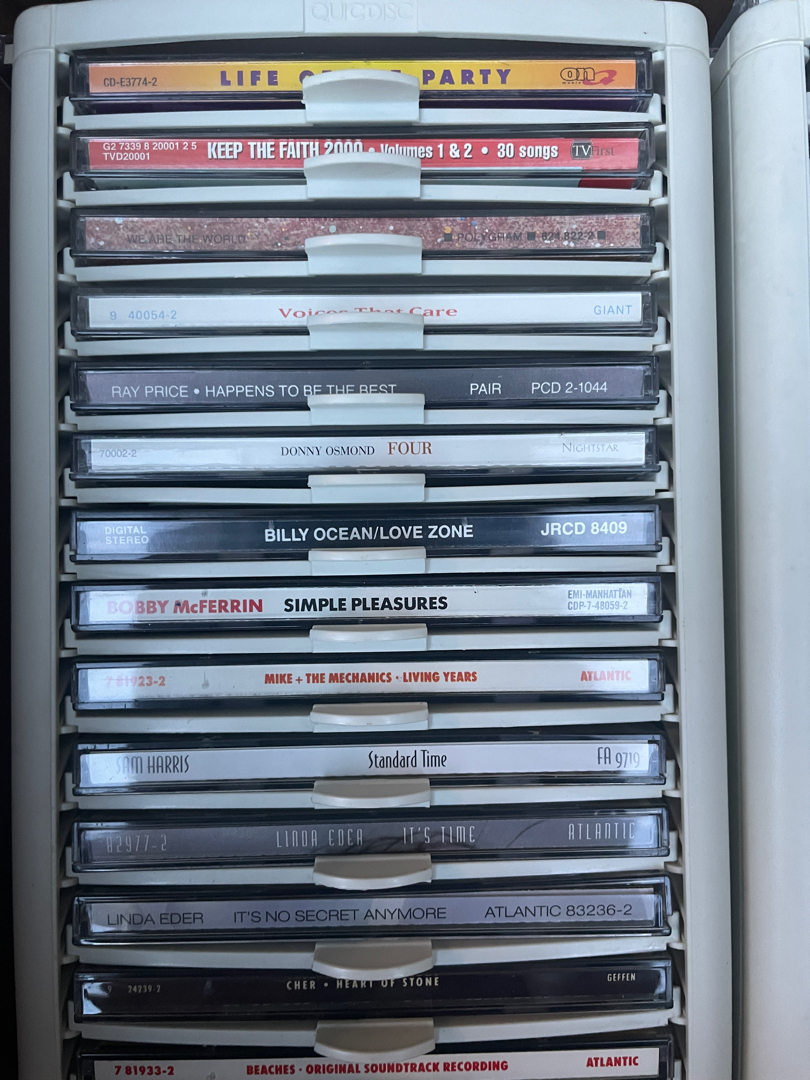 QUICDISC
CD-E3774-2 LIFE O PARTY on
G2 7339 8 20001 2 5 KEEP THE FAITH 2000 • Volumes 1 & 2 • 30 songs TV First
TVD20001
WE ARE THE WORLD ■ POLYGRAM ■ 824 822-2 ■
9 40054-2 Voices That Care GIANT
RAY PRICE • HAPPENS TO BE THE BEST PAIR PCD 2-1044
70002-2 DONNY OSMOND FOUR NIGHTSTAR
DIGITAL STEREO BILLY OCEAN/LOVE ZONE JRCD 8409
BOBBY McFERRIN SIMPLE PLEASURES EMI-MANHATTAN
CDP-7-48059-2
7 81923-2 MIKE + THE MECHANICS · LIVING YEARS ATLANTIC
SAM HARRIS Standard Time FA 9719
82977-2 LINDA EDER IT'S TIME ATLANTIC
LINDA EDER IT'S NO SECRET ANYMORE ATLANTIC 83236-2
9 24239-2 CHER • HEART OF STONE GEFFEN
7 81933-2 BEACHES · ORIGINAL SOUNDTRACK RECORDING ATLANTIC